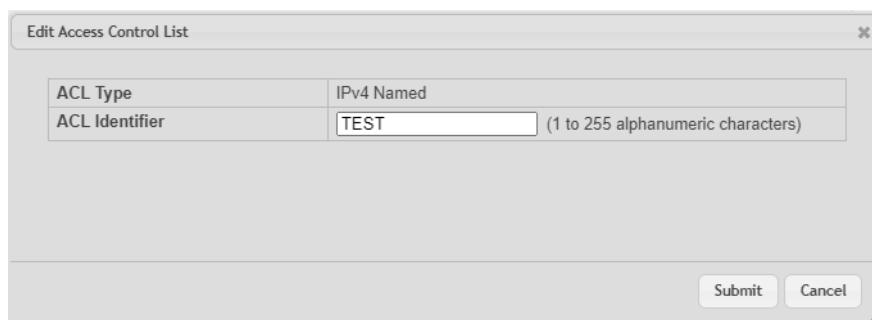 Edit Access Control List
ACL Type IPv4 Named
ACL Identifier TEST (1 to 255 alphanumeric characters)
Submit Cancel